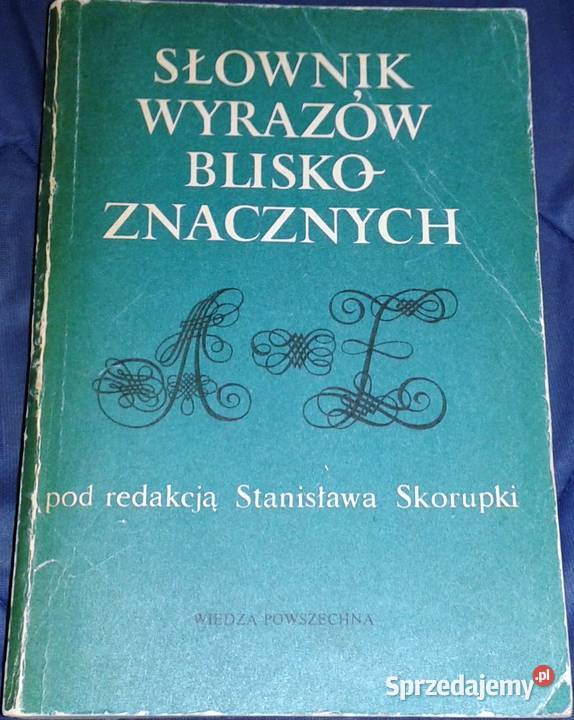 SŁOWNIK
WYRAZÓW
BLISKO-
ZNACZNYCH
A-Z
pod redakcją Stanisława Skorupki
WIEDZA POWSZECHNA
Sprzedajemy.pl